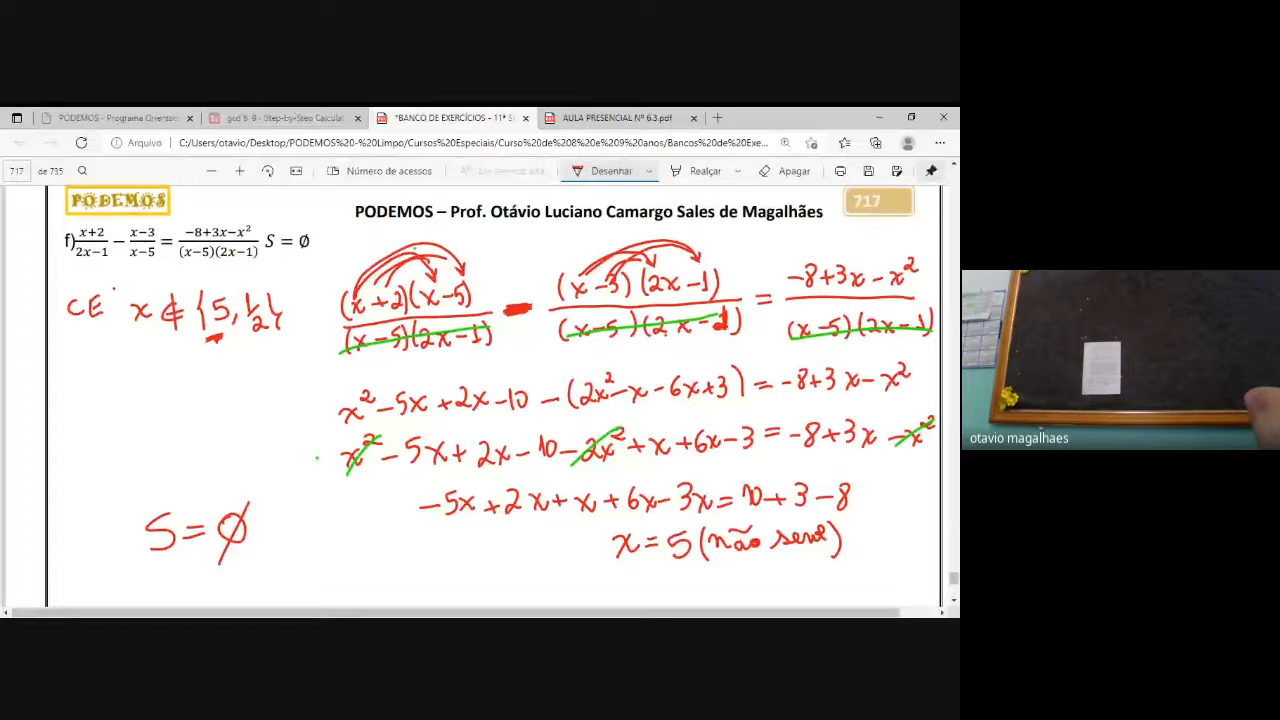 PODEMOS - Programa Orientam
gcd 6 9 - Step-by-Step Calculat
*BANCO DE EXERCÍCIOS - 11ª S
AULA PRESENCIAL Nº 6.3.pdf
Arquivo
C:/Users/otavio/Desktop/PODEMOS%20-%20Limpo/Cursos%20Especiais/Curso%20de%208%20e%209%20anos/Bancos%20de%20Exe...
717 de 735
Número de acessos
Desenhar
Realçar
Apagar
PODEMOS
PODEMOS – Prof. Otávio Luciano Camargo Sales de Magalhães
717
f) (x+2)/(2x−1) − (x−3)/(x−5) = (−8+3x−x²)/((x−5)(2x−1)) S = ∅
CE x ∉ {5, 1/2}
(x+2)(x−5)/((x−5)(2x−1)) − (x−3)(2x−1)/((x−5)(2x−1)) = (−8+3x−x²)/((x−5)(2x−1))
x² − 5x + 2x − 10 − (2x² − x − 6x + 3) = −8 + 3x − x²
x² − 5x + 2x − 10 − 2x² + x + 6x − 3 = −8 + 3x − x²
−5x + 2x + x + 6x − 3x = 10 + 3 − 8
S = ∅
x = 5 (não serve)
otavio magalhaes